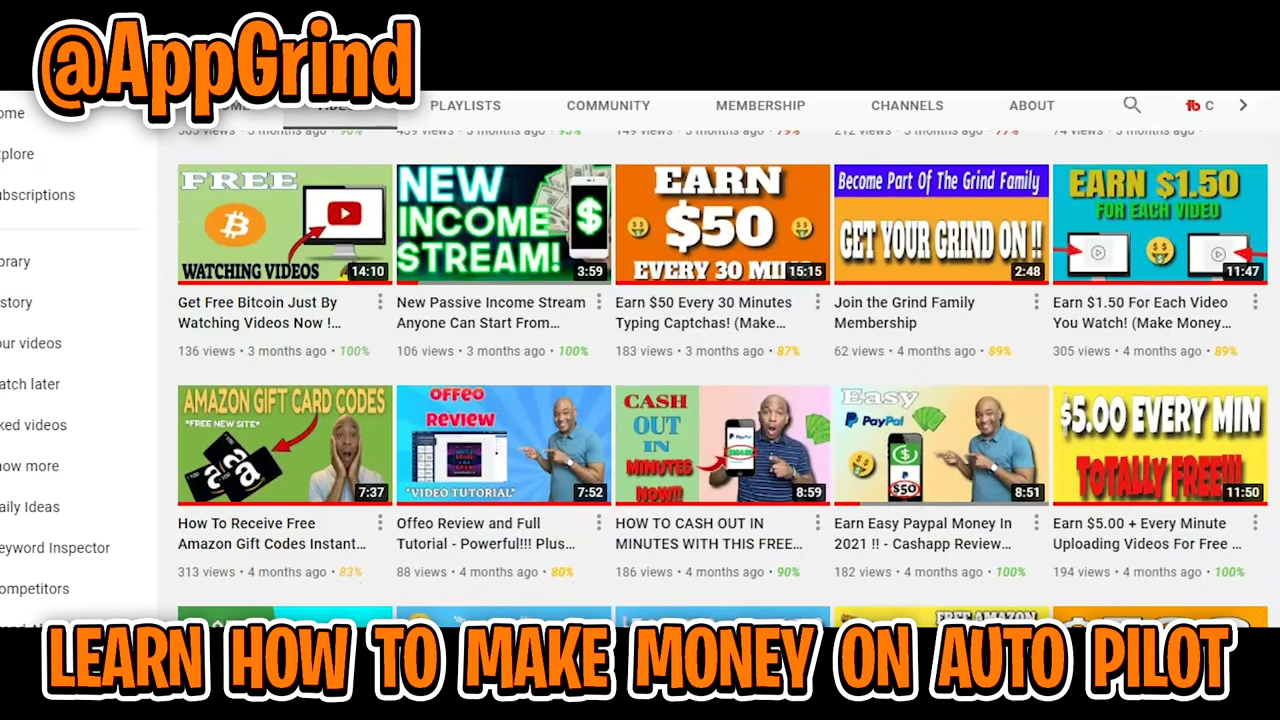 @AppGrind
PLAYLISTS COMMUNITY MEMBERSHIP CHANNELS ABOUT
FREE
WATCHING VIDEOS
14:10
NEW
INCOME
STREAM!
$
3:59
EARN
$50
EVERY 30 MIN
15:15
Become Part Of The Grind Family
GET YOUR GRIND ON !!
2:48
EARN $1.50
FOR EACH VIDEO
11:47
Get Free Bitcoin Just By
Watching Videos Now !...
136 views • 3 months ago • 100%
New Passive Income Stream
Anyone Can Start From...
106 views • 3 months ago • 100%
Earn $50 Every 30 Minutes
Typing Captchas! (Make...
183 views • 3 months ago • 87%
Join the Grind Family
Membership
62 views • 4 months ago • 89%
Earn $1.50 For Each Video
You Watch! (Make Money...
305 views • 4 months ago • 89%
AMAZON GIFT CARD CODES
*FREE NEW SITE*
7:37
OFFEO
REVIEW
"VIDEO TUTORIAL"
7:52
CASH
OUT
IN
MINUTES
NOW!!
PayPal
8:59
Easy
PayPal
$
$50
8:51
$5.00 EVERY MIN
TOTALLY FREE!!!
11:50
How To Receive Free
Amazon Gift Codes Instant...
313 views • 4 months ago • 83%
Offeo Review and Full
Tutorial - Powerful!!! Plus...
88 views • 4 months ago • 80%
HOW TO CASH OUT IN
MINUTES WITH THIS FREE...
186 views • 4 months ago • 90%
Earn Easy Paypal Money In
2021 !! - Cashapp Review...
182 views • 4 months ago • 100%
Earn $5.00 + Every Minute
Uploading Videos For Free ...
194 views • 4 months ago • 100%
ome
xplore
ubscriptions
brary
story
our videos
atch later
ked videos
how more
aily Ideas
eyword Inspector
ompetitors
LEARN HOW TO MAKE MONEY ON AUTO PILOT